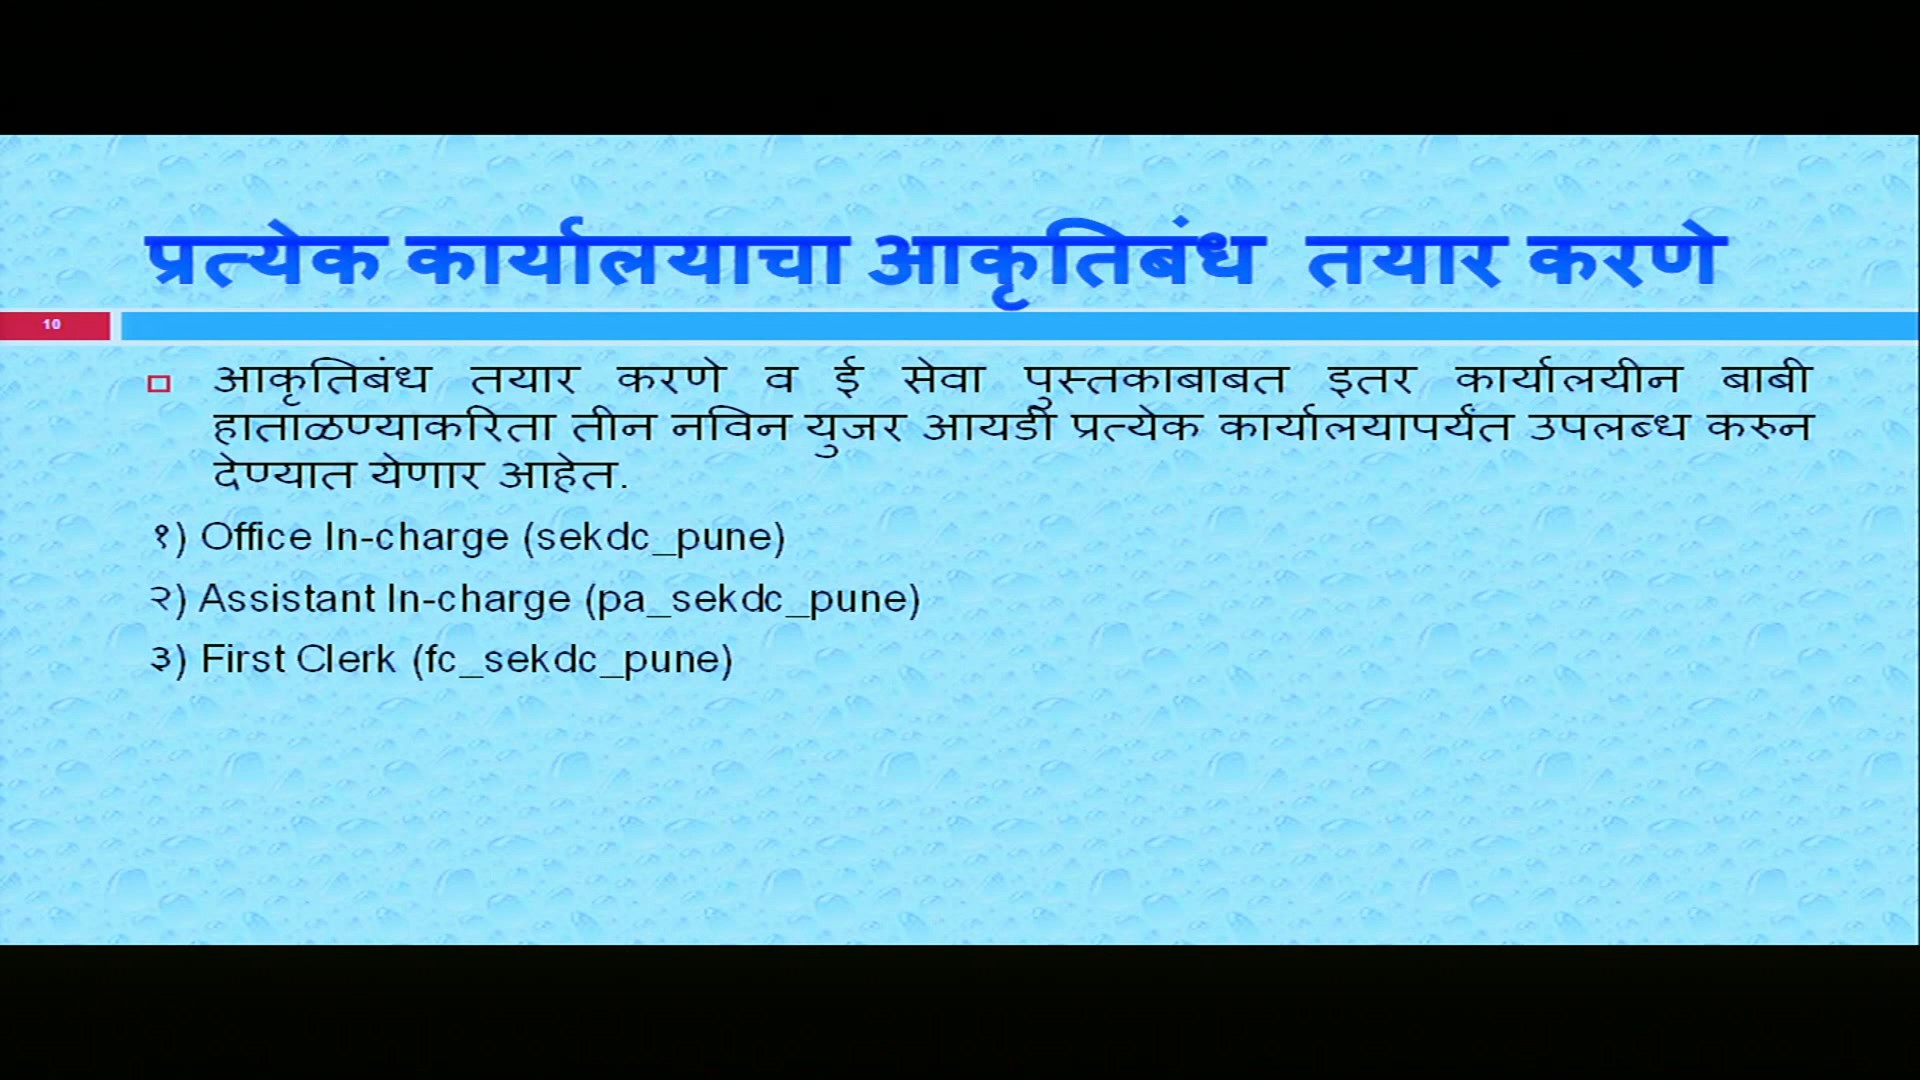 प्रत्येक कार्यालयाचा आकृतिबंध तयार करणे
10
आकृतिबंध तयार करणे व ई सेवा पुस्तकाबाबत इतर कार्यालयीन बाबी
हाताळण्याकरिता तीन नविन युजर आयडी प्रत्येक कार्यालयापर्यंत उपलब्ध करुन
देण्यात येणार आहेत.
१) Office In-charge (sekdc_pune)
२) Assistant In-charge (pa_sekdc_pune)
३) First Clerk (fc_sekdc_pune)